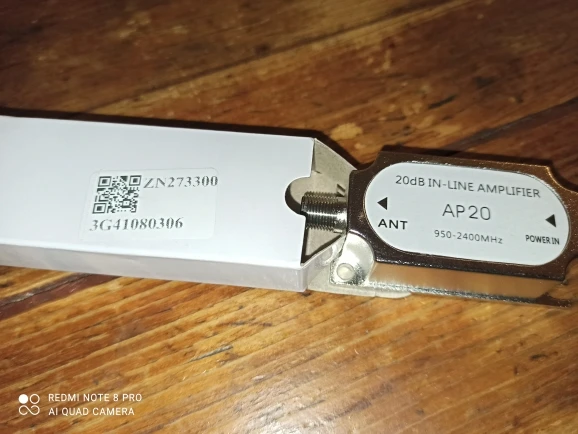 ZN273300
3G41080306
20dB IN-LINE AMPLIFIER
AP20
ANT
950-2400MHz
POWER IN
REDMI NOTE 8 PRO
AI QUAD CAMERA